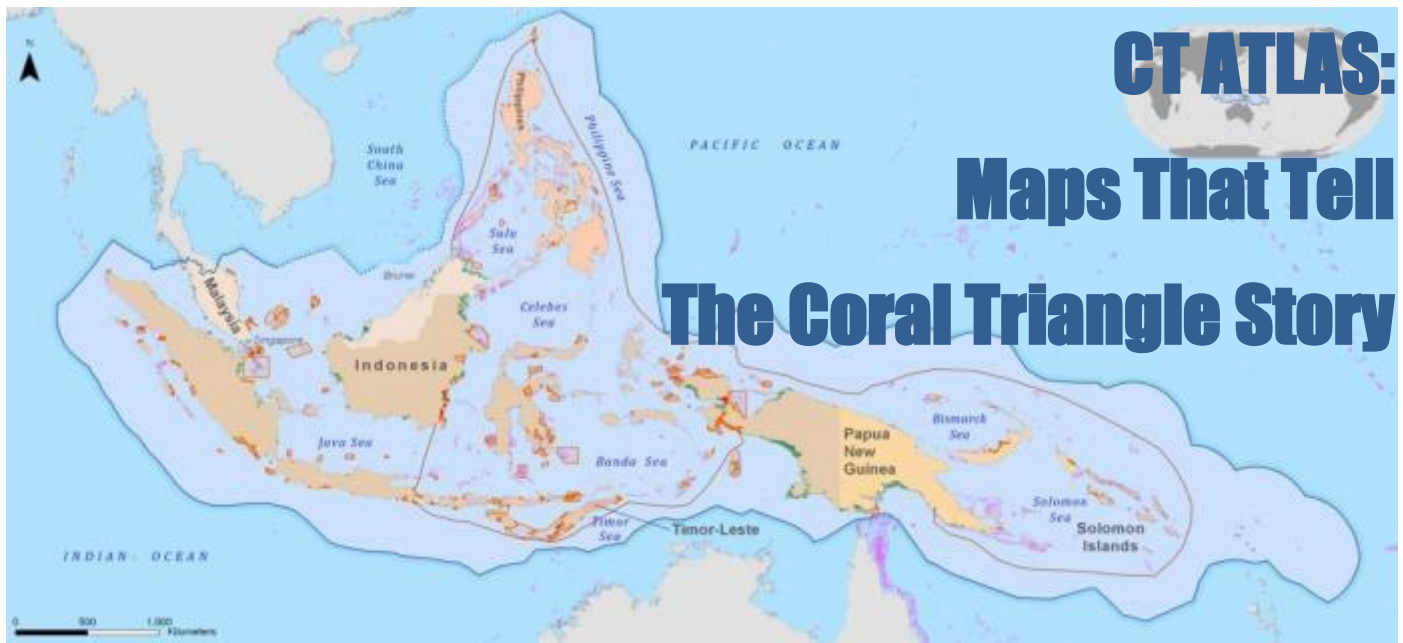 CT ATLAS:
Maps That Tell
The Coral Triangle Story
N
Philippines
Philippine Sea
PACIFIC OCEAN
South
China
Sea
Sulu
Sea
Brunei
Malaysia
Celebes
Sea
Singapore
Indonesia
Bismarck
Sea
Papua
New
Guinea
Java Sea
Banda Sea
Solomon
Sea
Solomon
Islands
Timor
Sea
Timor-Leste
INDIAN OCEAN
0 500 1,000
Kilometers